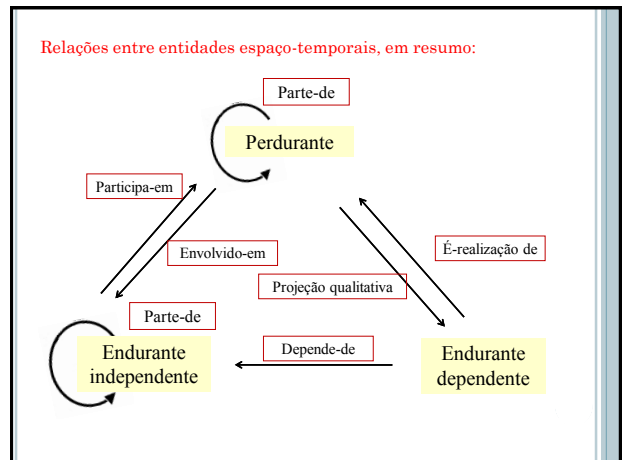 Relações entre entidades espaço-temporais, em resumo:
Parte-de
Perdurante
Participa-em
Envolvido-em
É-realização de
Projeção qualitativa
Parte-de
Endurante
independente
Depende-de
Endurante
dependente